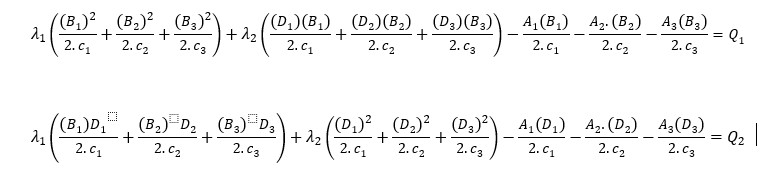 λ₁((B₁)²/2.c₁ + (B₂)²/2.c₂ + (B₃)²/2.c₃) + λ₂((D₁)(B₁)/2.c₁ + (D₂)(B₂)/2.c₂ + (D₃)(B₃)/2.c₃) − A₁(B₁)/2.c₁ − A₂.(B₂)/2.c₂ − A₃(B₃)/2.c₃ = Q₁
λ₁((B₁)D₁/2.c₁ + (B₂)D₂/2.c₂ + (B₃)D₃/2.c₃) + λ₂((D₁)²/2.c₁ + (D₂)²/2.c₂ + (D₃)²/2.c₃) − A₁(D₁)/2.c₁ − A₂.(D₂)/2.c₂ − A₃(D₃)/2.c₃ = Q₂